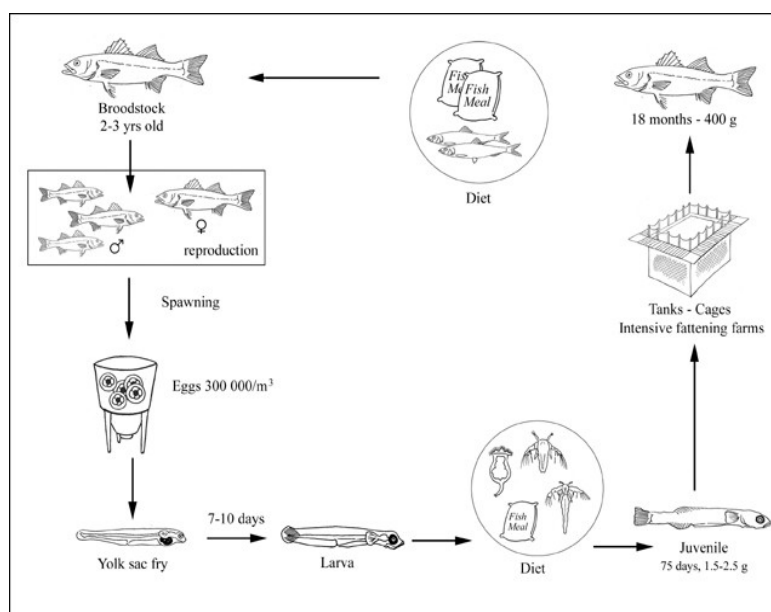 Broodstock
2-3 yrs old
Fish
Meal
Fish
Meal
Diet
18 months - 400 g
♂
♀
reproduction
Spawning
Tanks - Cages
Intensive fattening farms
Eggs 300 000/m³
Yolk sac fry
7-10 days
Larva
Fish
Meal
Diet
Juvenile
75 days, 1.5-2.5 g